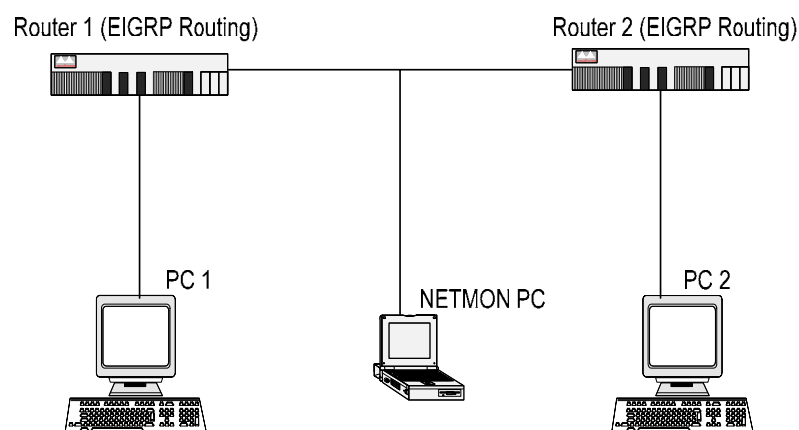 Router 1 (EIGRP Routing)
Router 2 (EIGRP Routing)
PC 1
NETMON PC
PC 2